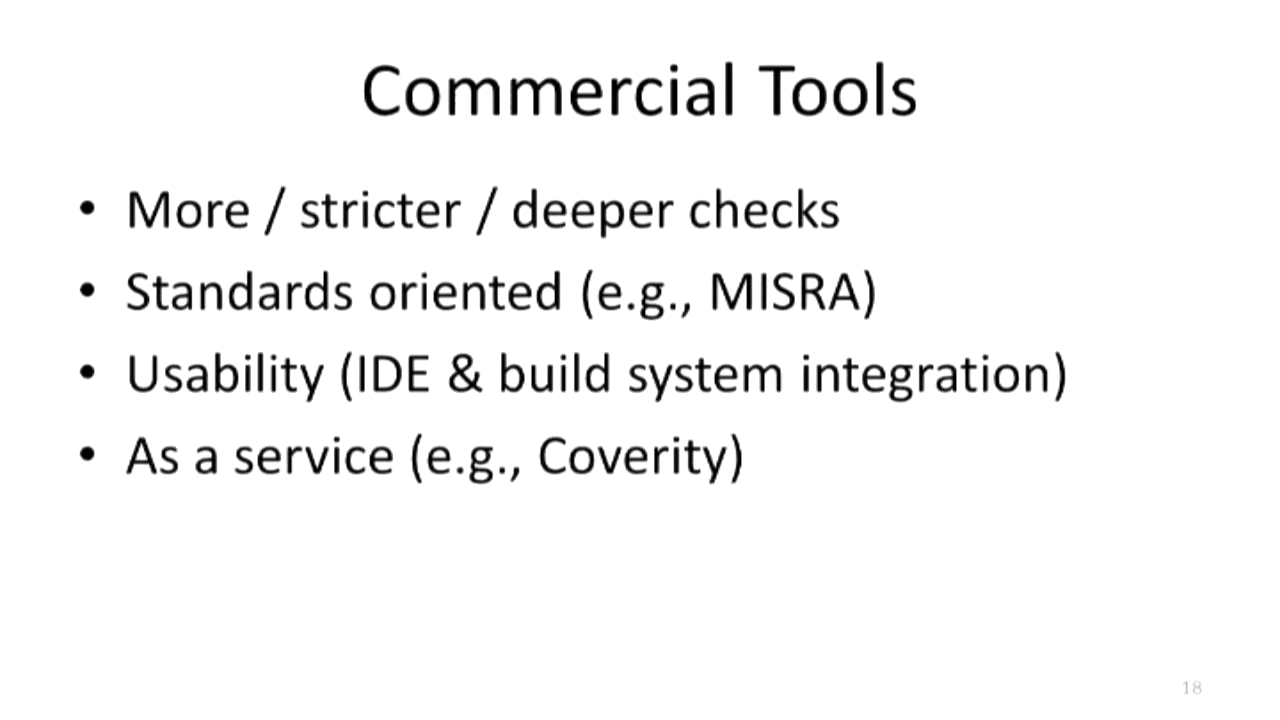 Commercial Tools
• More / stricter / deeper checks
• Standards oriented (e.g., MISRA)
• Usability (IDE & build system integration)
• As a service (e.g., Coverity)
18